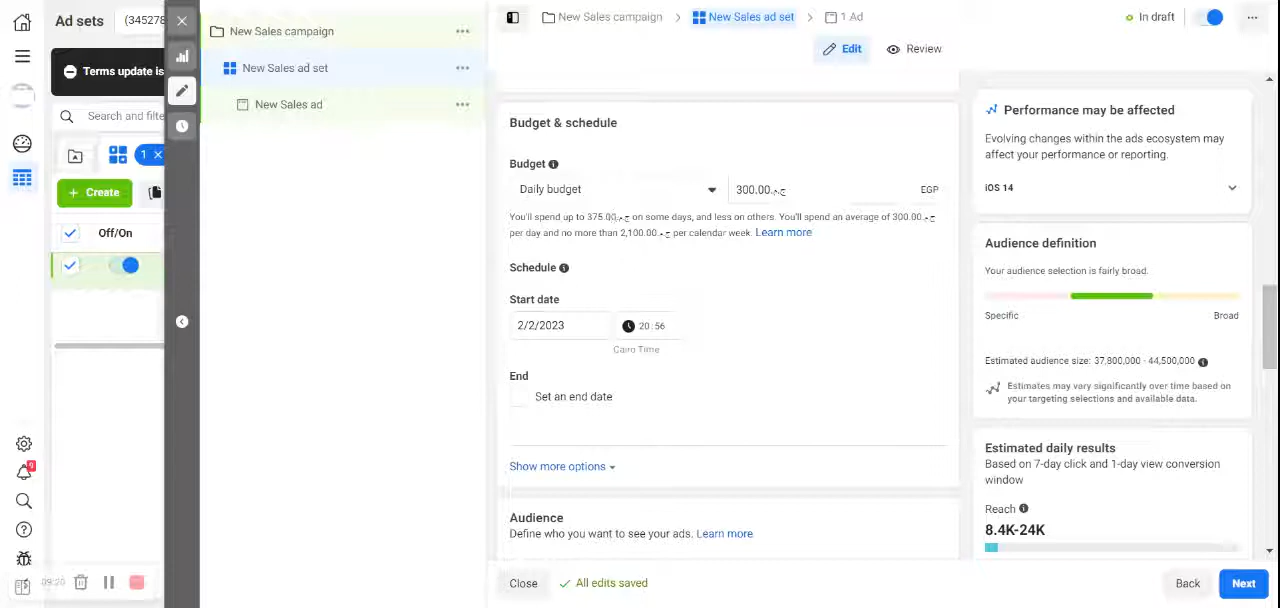 Ad sets
(345278
Terms update is
Search and filte
1
+ Create
Off/On
9
09:20
New Sales campaign
New Sales ad set
New Sales ad
New Sales campaign > New Sales ad set > 1 Ad
In draft
Edit
Review
Budget & schedule
Budget
Daily budget
300.00ج.م
EGP
You'll spend up to 375.00ج.م on some days, and less on others. You'll spend an average of 300.00ج.م
per day and no more than 2,100.00ج.م per calendar week. Learn more
Schedule
Start date
2/2/2023
20:56
Cairo Time
End
Set an end date
Show more options
Audience
Define who you want to see your ads. Learn more
Close
All edits saved
Back
Next
Performance may be affected
Evolving changes within the ads ecosystem may
affect your performance or reporting.
iOS 14
Audience definition
Your audience selection is fairly broad.
Specific
Broad
Estimated audience size: 37,800,000 - 44,500,000
Estimates may vary significantly over time based on
your targeting selections and available data.
Estimated daily results
Based on 7-day click and 1-day view conversion
window
Reach
8.4K-24K